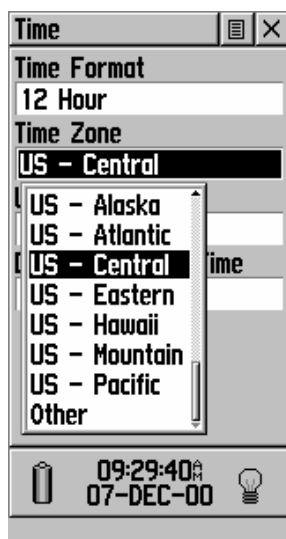 Time
Time Format
12 Hour
Time Zone
US - Central
US - Alaska
US - Atlantic
US - Central
US - Eastern
US - Hawaii
US - Mountain
US - Pacific
Other
09:29:40AM
07-DEC-00